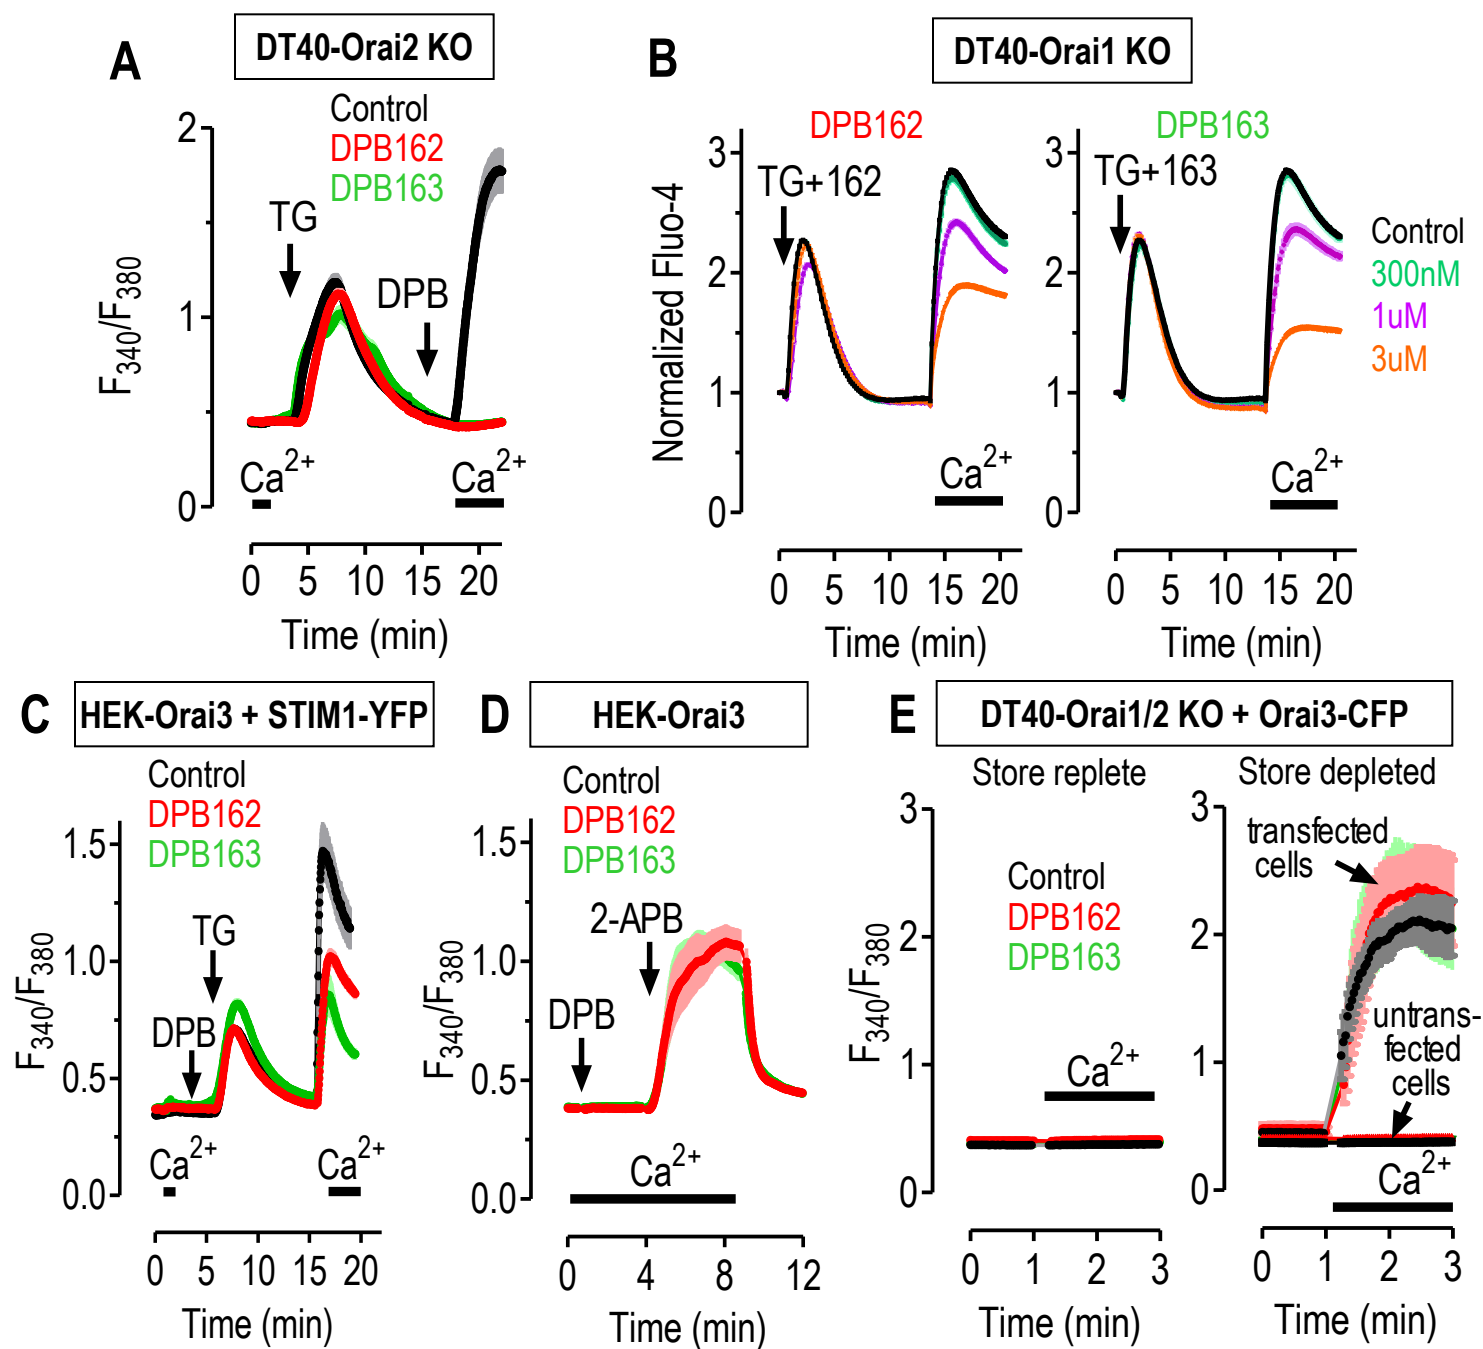 A
DT40-Orai2 KO
Control
DPB162
DPB163
TG
DPB
F340/F380
2
1
0
Ca2+
Ca2+
0 5 10 15 20
Time (min)
B
DT40-Orai1 KO
DPB162
TG+162
Normalized Fluo-4
3
2
1
0
Ca2+
0 5 10 15 20
Time (min)
DPB163
TG+163
3
2
1
0
Ca2+
0 5 10 15 20
Time (min)
Control
300nM
1uM
3uM
C
HEK-Orai3 + STIM1-YFP
Control
DPB162
DPB163
TG
DPB
F340/F380
1.5
1.0
0.5
0.0
Ca2+
Ca2+
0 5 10 15 20
Time (min)
D
HEK-Orai3
Control
DPB162
DPB163
2-APB
DPB
F340/F380
1.5
1.0
0.5
0.0
Ca2+
0 4 8 12
Time (min)
E
DT40-Orai1/2 KO + Orai3-CFP
Store replete
Control
DPB162
DPB163
F340/F380
3
2
1
0
Ca2+
0 1 2 3
Time (min)
Store depleted
transfected
cells
untrans-
fected
cells
3
2
1
0
Ca2+
0 1 2 3
Time (min)